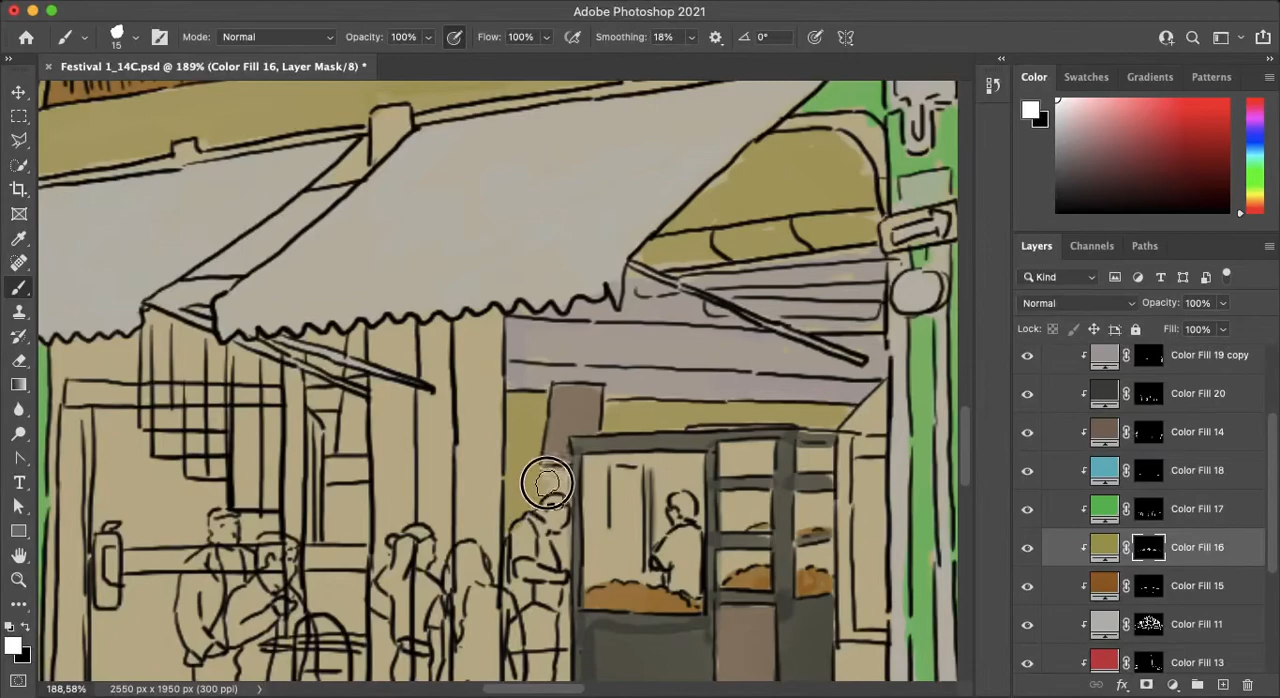 Adobe Photoshop 2021
15 Mode: Normal Opacity: 100% Flow: 100% Smoothing: 18% 0°
Festival 1_14C.psd @ 189% (Color Fill 16, Layer Mask/8) *
Color Swatches Gradients Patterns
Layers Channels Paths
Kind
Normal Opacity: 100%
Lock: Fill: 100%
Color Fill 19 copy
Color Fill 20
Color Fill 14
Color Fill 18
Color Fill 17
Color Fill 16
Color Fill 15
Color Fill 11
Color Fill 13
188,58% 2550 px x 1950 px (300 ppi)